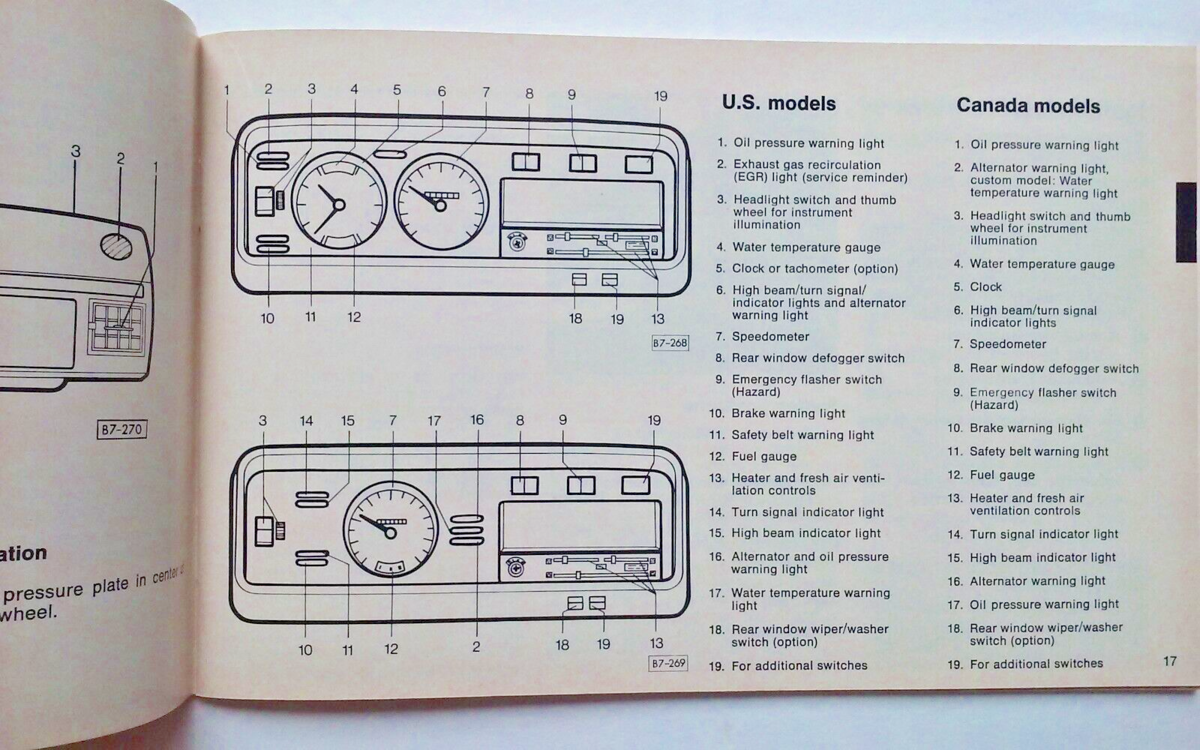 3 2 1
B7-270
ation
pressure plate in center
wheel.
1 2 3 4 5 6 7 8 9 19
10 11 12 18 19 13
B7-268
3 14 15 7 17 16 8 9 19
10 11 12 2 18 19 13
B7-269
U.S. models
1. Oil pressure warning light
2. Exhaust gas recirculation
(EGR) light (service reminder)
3. Headlight switch and thumb
wheel for instrument
illumination
4. Water temperature gauge
5. Clock or tachometer (option)
6. High beam/turn signal/
indicator lights and alternator
warning light
7. Speedometer
8. Rear window defogger switch
9. Emergency flasher switch
(Hazard)
10. Brake warning light
11. Safety belt warning light
12. Fuel gauge
13. Heater and fresh air venti-
lation controls
14. Turn signal indicator light
15. High beam indicator light
16. Alternator and oil pressure
warning light
17. Water temperature warning
light
18. Rear window wiper/washer
switch (option)
19. For additional switches
Canada models
1. Oil pressure warning light
2. Alternator warning light,
custom model: Water
temperature warning light
3. Headlight switch and thumb
wheel for instrument
illumination
4. Water temperature gauge
5. Clock
6. High beam/turn signal
indicator lights
7. Speedometer
8. Rear window defogger switch
9. Emergency flasher switch
(Hazard)
10. Brake warning light
11. Safety belt warning light
12. Fuel gauge
13. Heater and fresh air
ventilation controls
14. Turn signal indicator light
15. High beam indicator light
16. Alternator warning light
17. Oil pressure warning light
18. Rear window wiper/washer
switch (option)
19. For additional switches
17